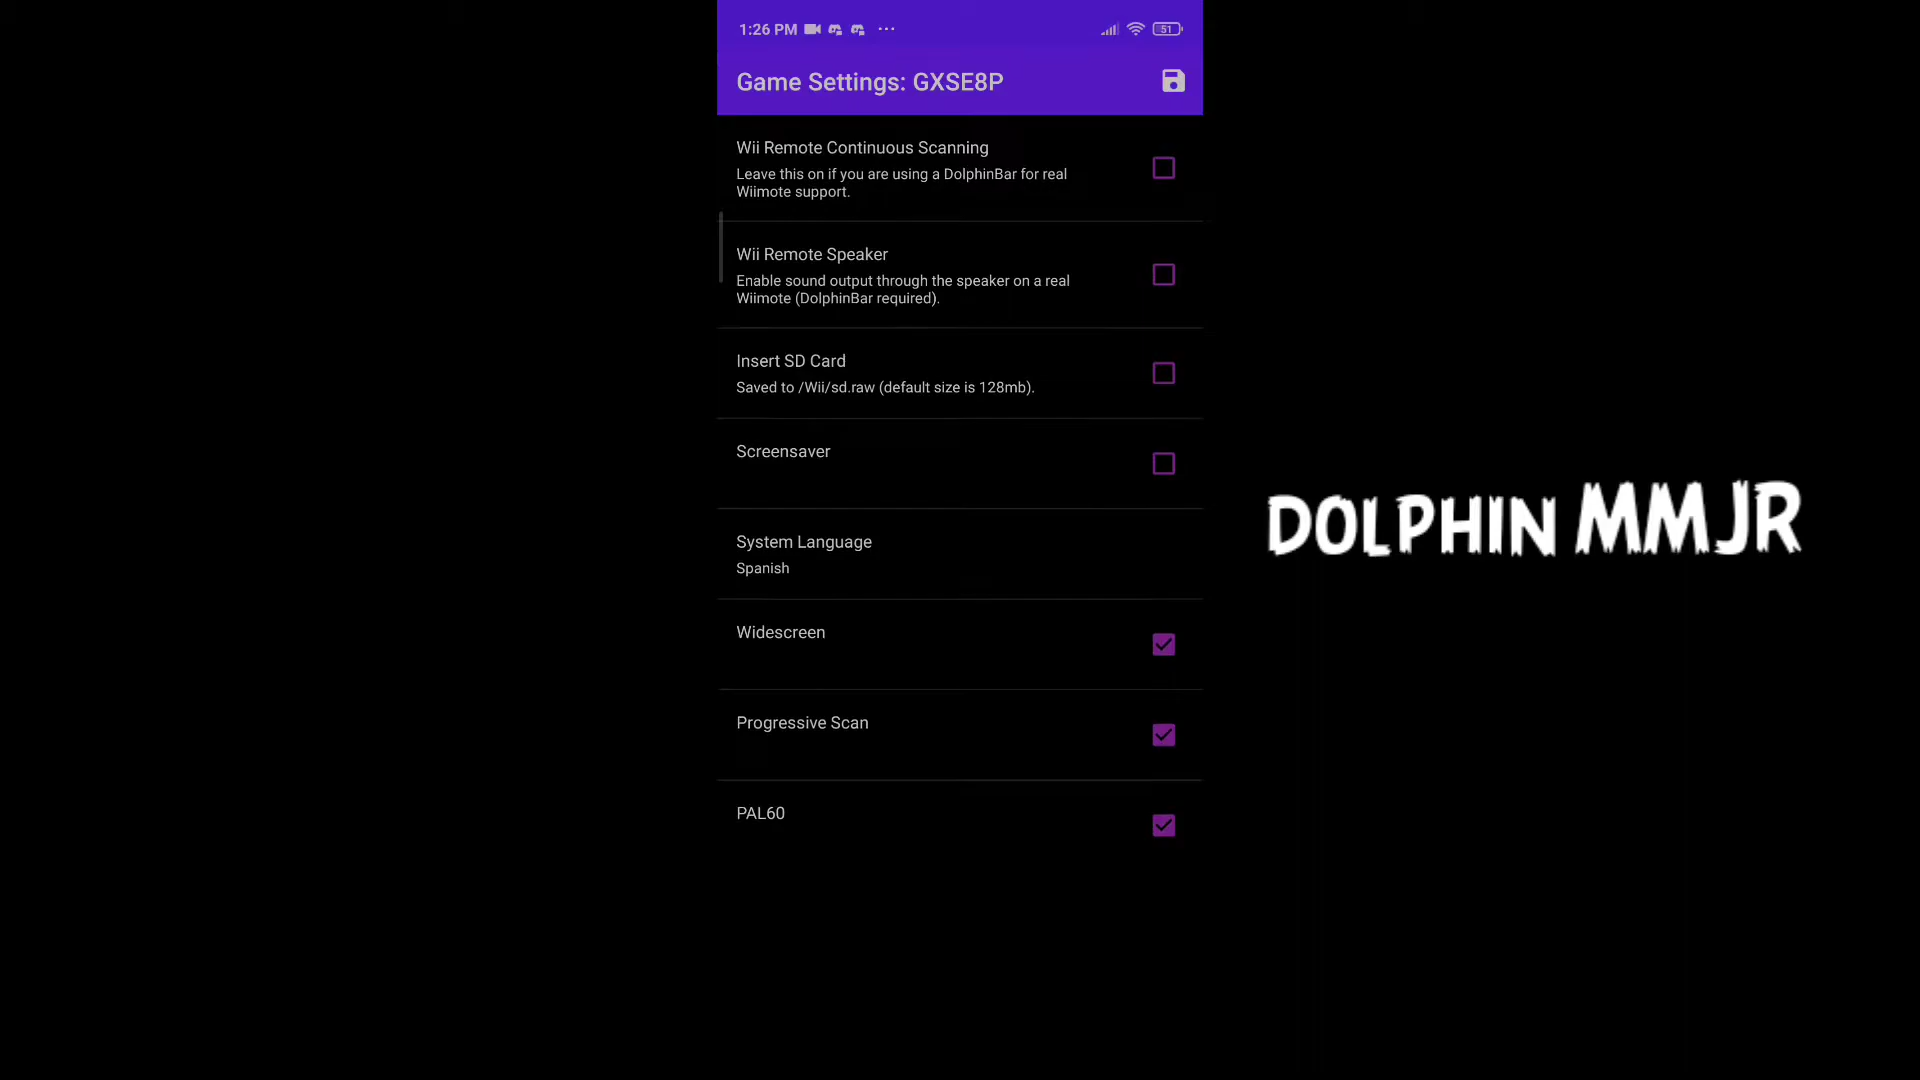 1:26 PM
51
Game Settings: GXSE8P
Wii Remote Continuous Scanning
Leave this on if you are using a DolphinBar for real
Wiimote support.
Wii Remote Speaker
Enable sound output through the speaker on a real
Wiimote (DolphinBar required).
Insert SD Card
Saved to /Wii/sd.raw (default size is 128mb).
Screensaver
System Language
Spanish
Widescreen
Progressive Scan
PAL60
DOLPHIN MMJR